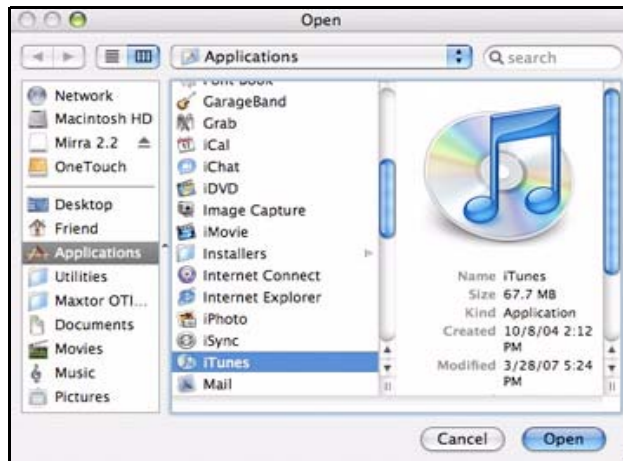 Open
Applications
search
Network
Macintosh HD
Mirra 2.2
OneTouch
Desktop
Friend
Applications
Utilities
Maxtor OTI...
Documents
Movies
Music
Pictures
Font Book
GarageBand
Grab
iCal
iChat
iDVD
Image Capture
iMovie
Installers
Internet Connect
Internet Explorer
iPhoto
iSync
iTunes
Mail
Name iTunes
Size 67.7 MB
Kind Application
Created 10/8/04 2:12
PM
Modified 3/28/07 5:24
PM
Cancel
Open